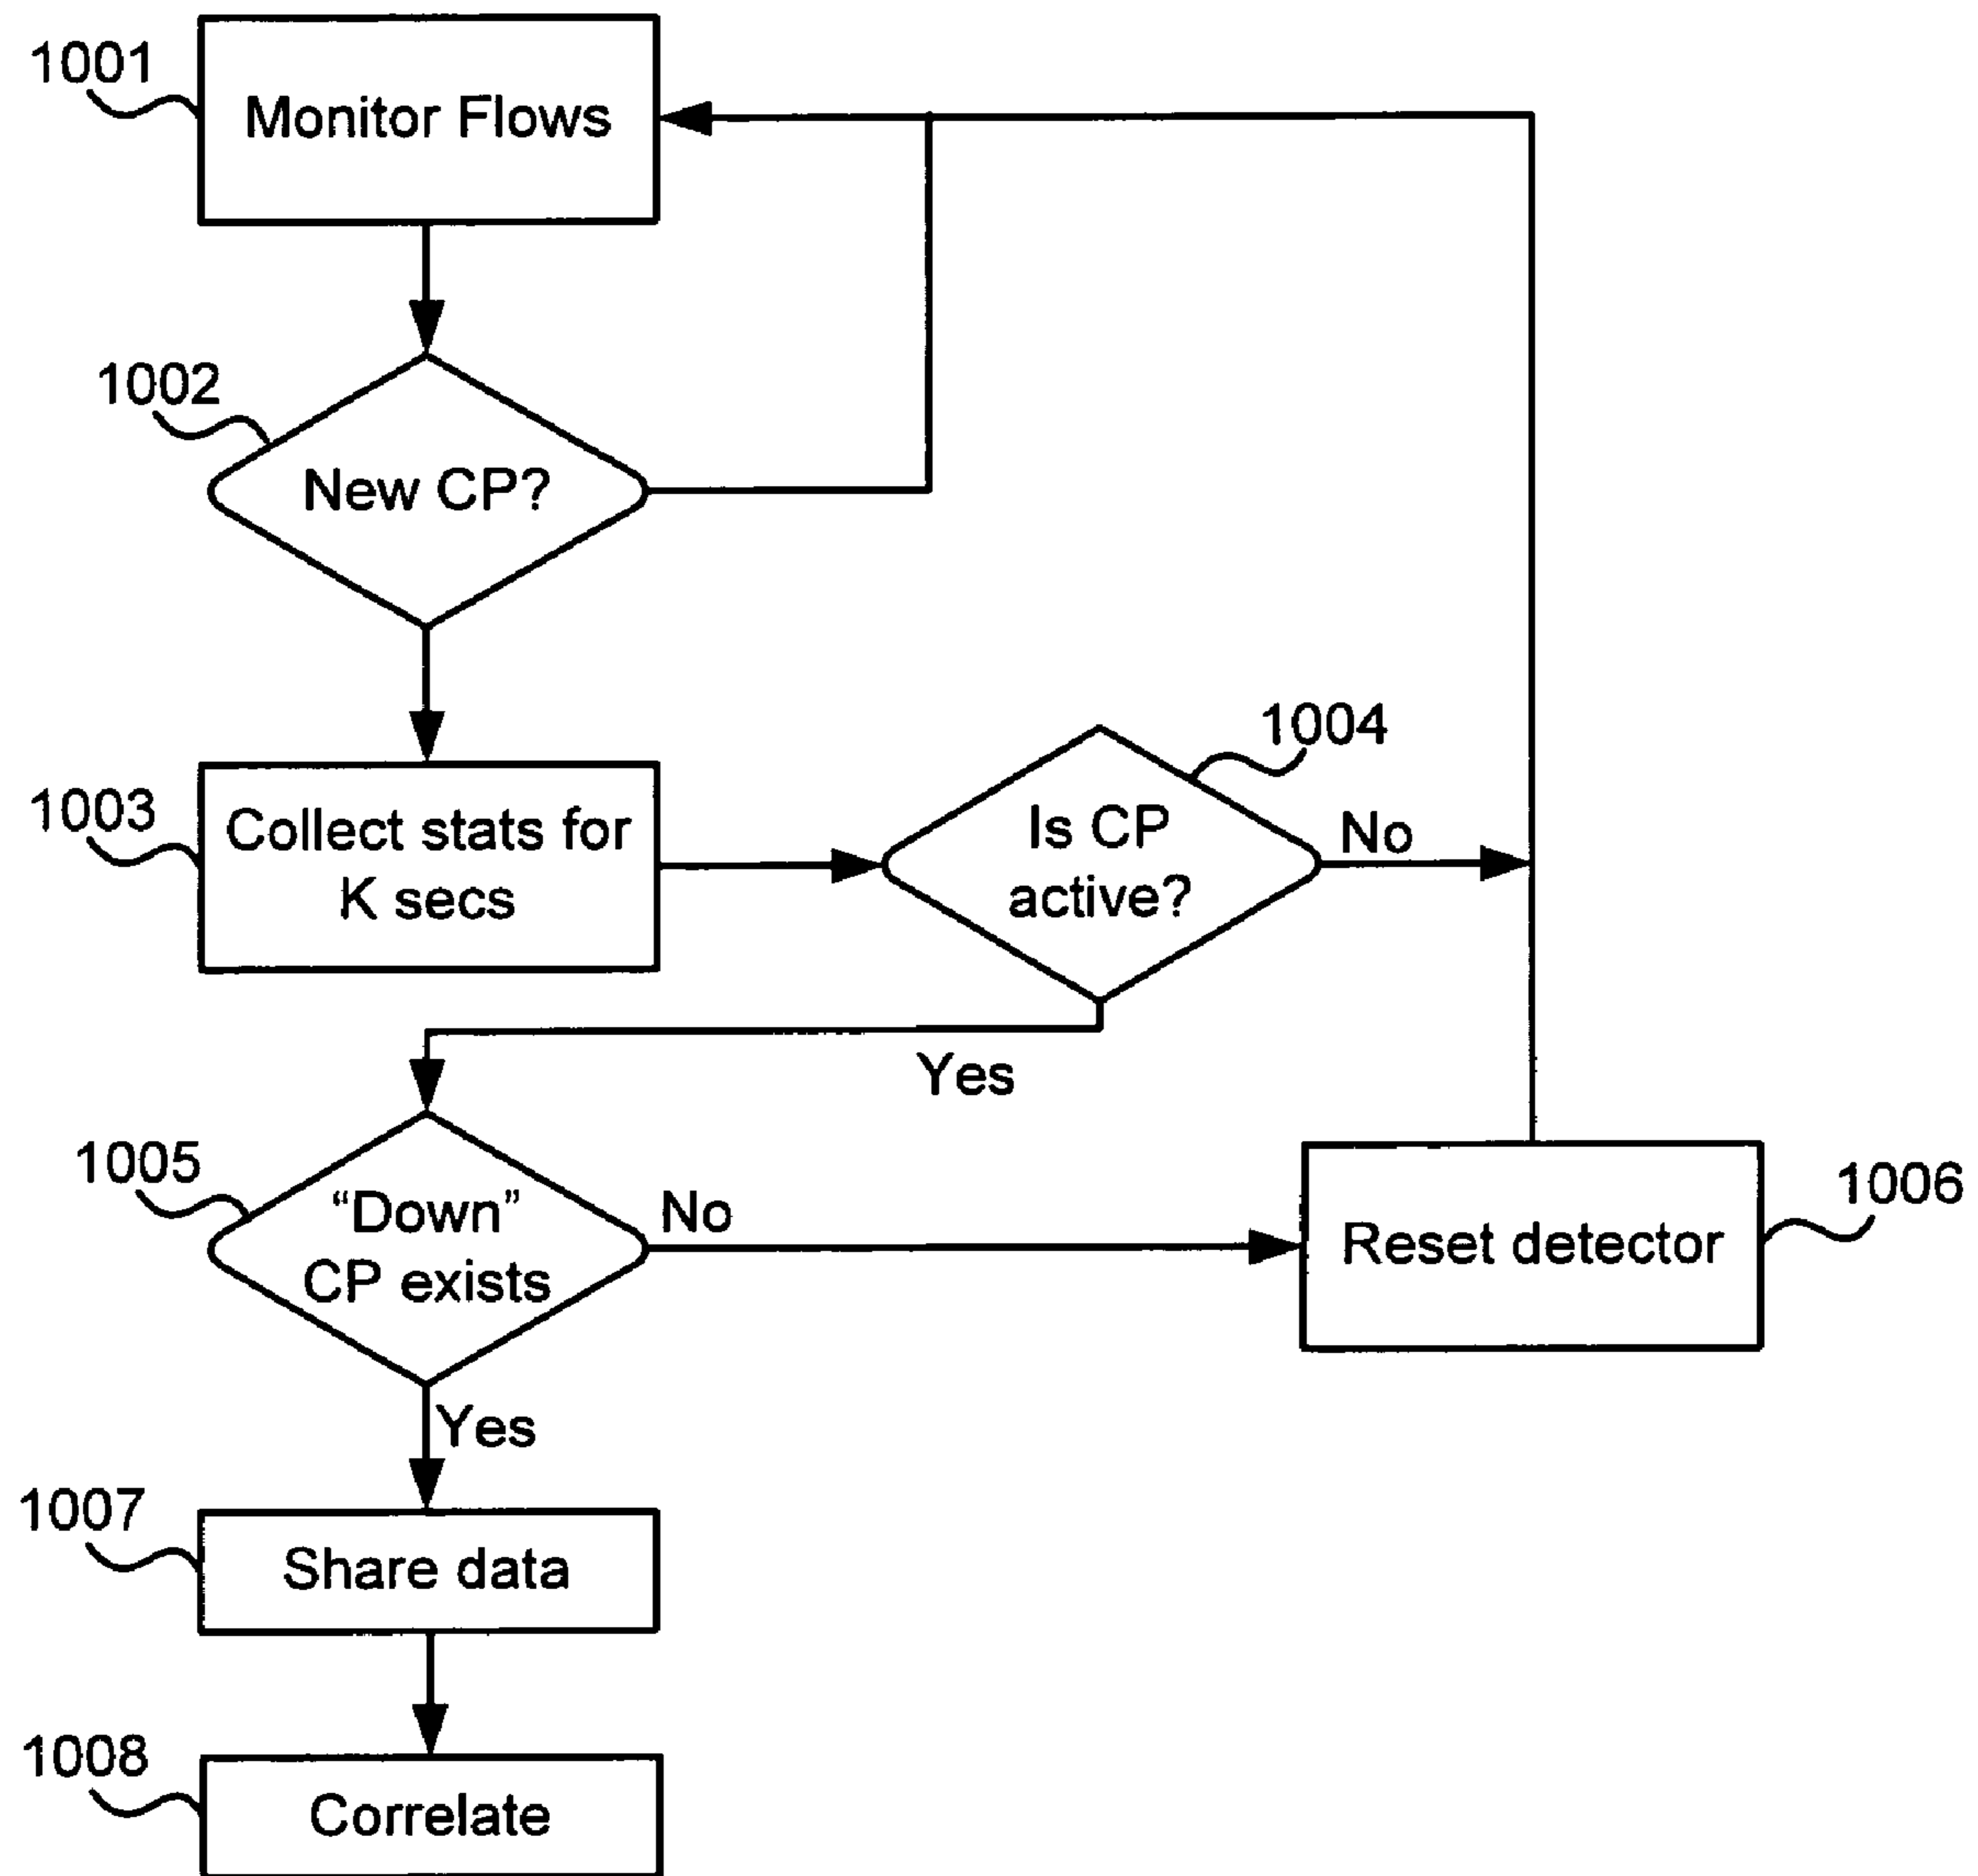 1001
Monitor Flows
1002
New CP?
1003
Collect stats for
K secs
1004
Is CP
active?
No
Yes
1005
“Down”
CP exists
No
1006
Reset detector
Yes
1007
Share data
1008
Correlate